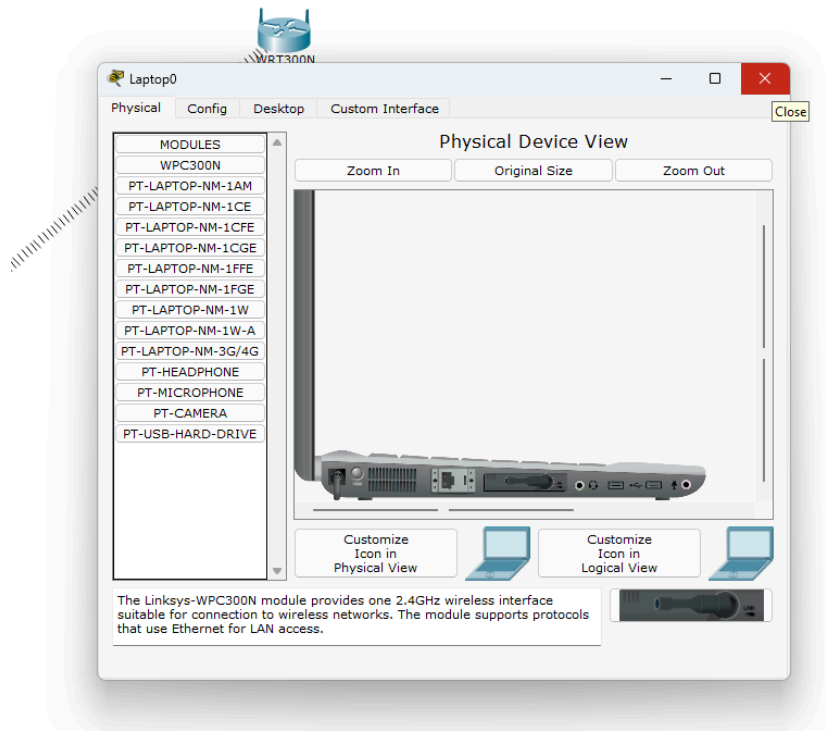 WRT300N
Laptop0
Close
Physical
Config
Desktop
Custom Interface
MODULES
WPC300N
PT-LAPTOP-NM-1AM
PT-LAPTOP-NM-1CE
PT-LAPTOP-NM-1CFE
PT-LAPTOP-NM-1CGE
PT-LAPTOP-NM-1FFE
PT-LAPTOP-NM-1FGE
PT-LAPTOP-NM-1W
PT-LAPTOP-NM-1W-A
PT-LAPTOP-NM-3G/4G
PT-HEADPHONE
PT-MICROPHONE
PT-CAMERA
PT-USB-HARD-DRIVE
Physical Device View
Zoom In
Original Size
Zoom Out
Customize
Icon in
Physical View
Customize
Icon in
Logical View
The Linksys-WPC300N module provides one 2.4GHz wireless interface
suitable for connection to wireless networks. The module supports protocols
that use Ethernet for LAN access.